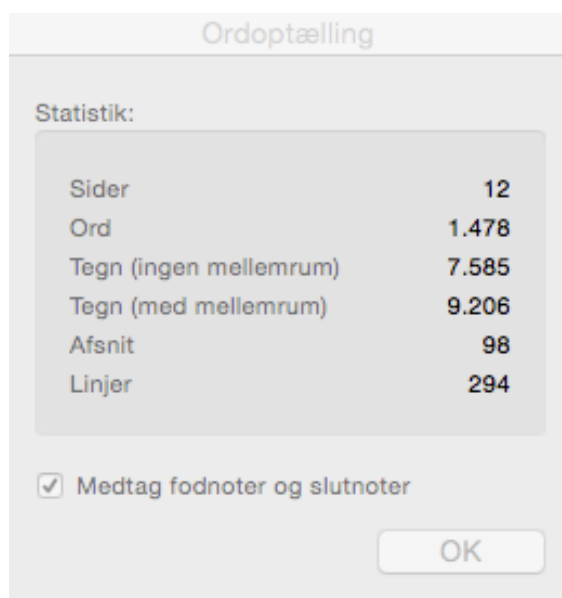 Ordoptælling
Statistik:
Sider 12
Ord 1.478
Tegn (ingen mellemrum) 7.585
Tegn (med mellemrum) 9.206
Afsnit 98
Linjer 294
Medtag fodnoter og slutnoter
OK